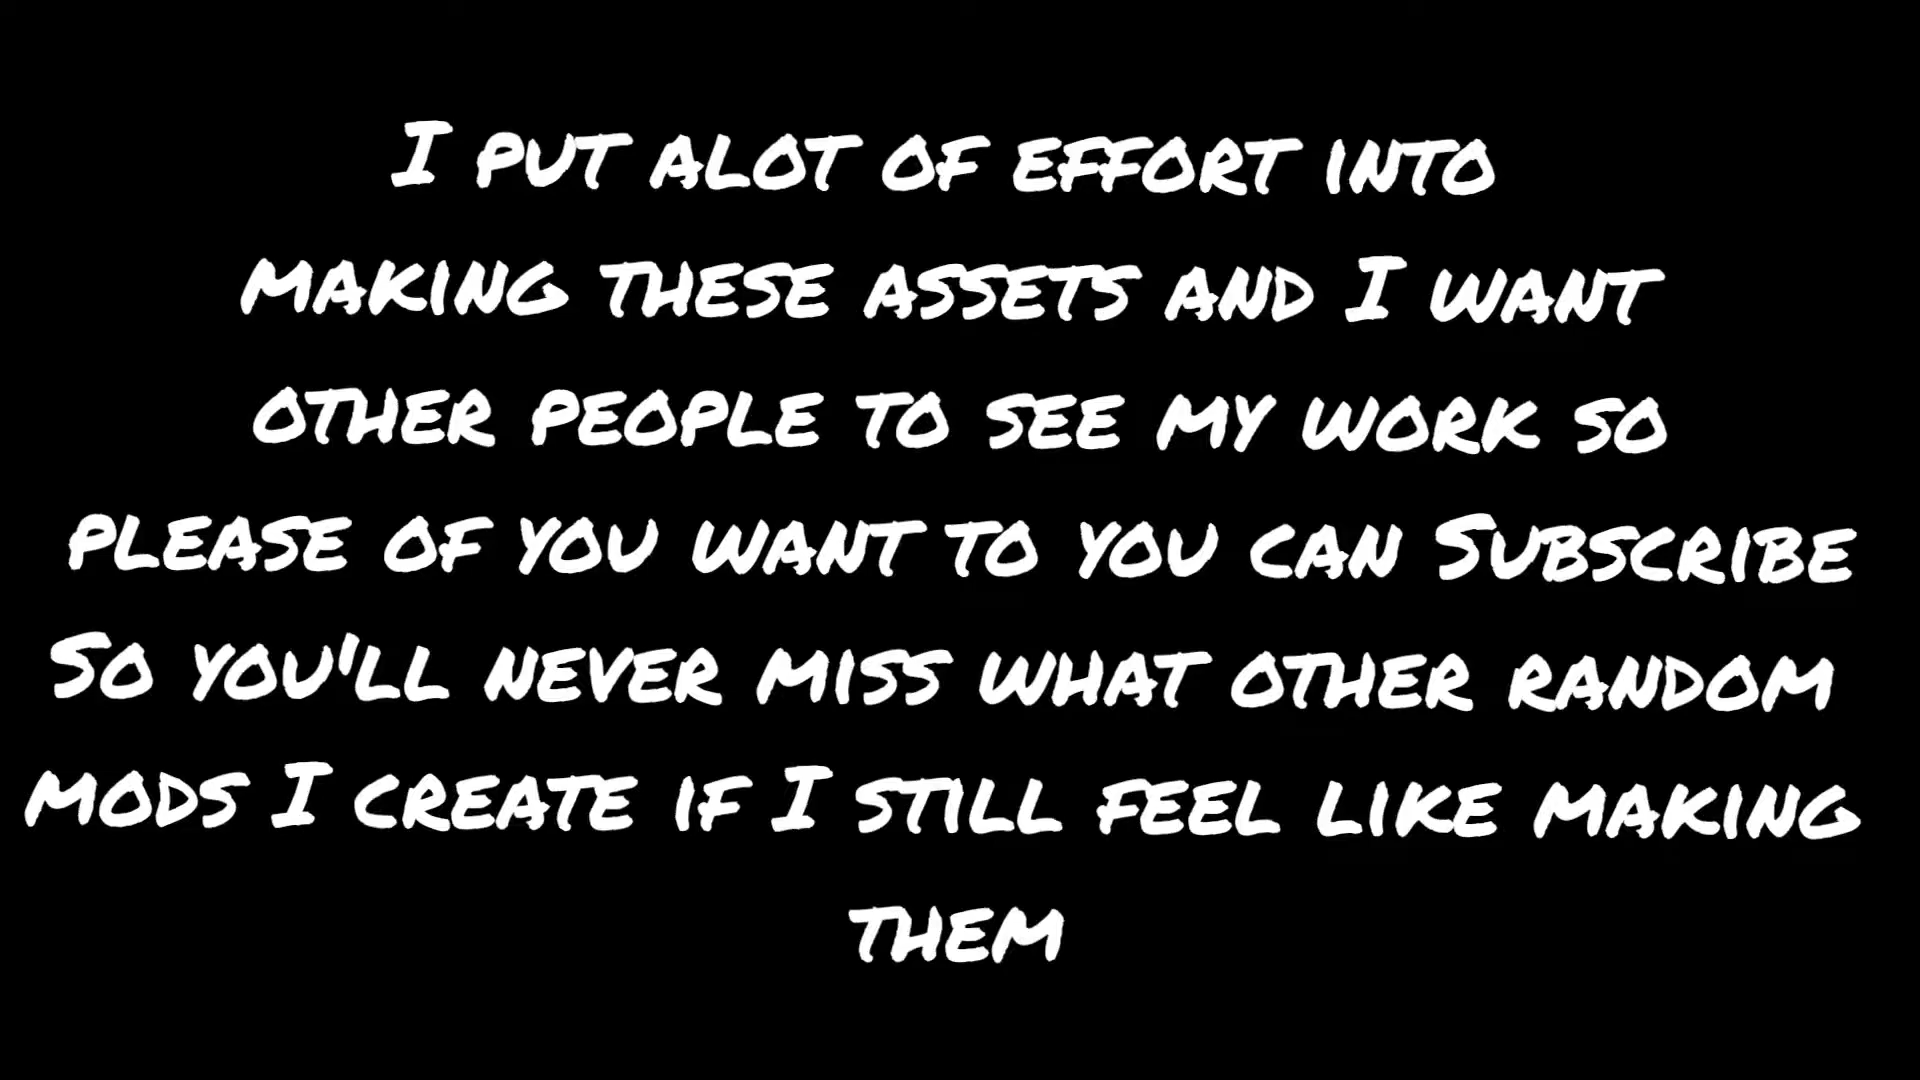 I put alot of effort into
making these assets and I want
other people to see my work so
please of you want to you can Subscribe
So you'll never miss what other random
mods I create if I still feel like making
them